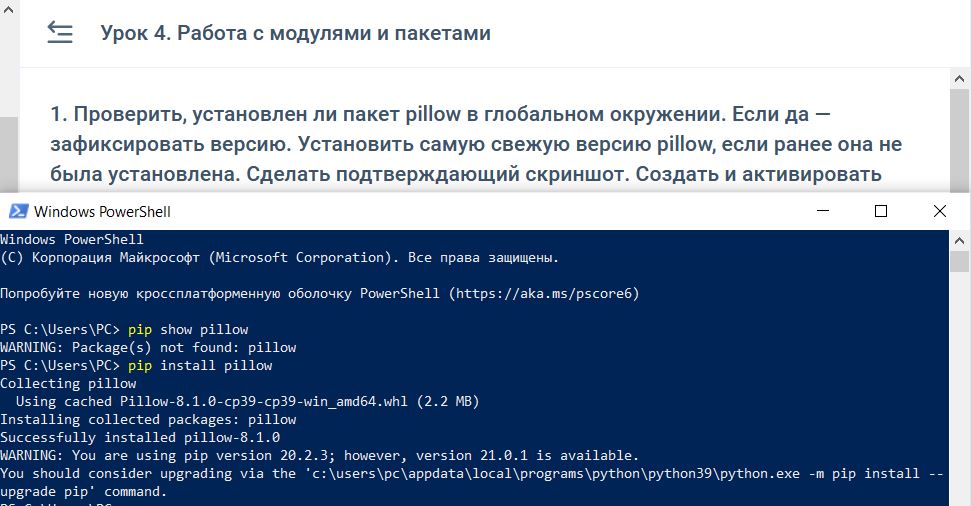 Урок 4. Работа с модулями и пакетами
1. Проверить, установлен ли пакет pillow в глобальном окружении. Если да —
зафиксировать версию. Установить самую свежую версию pillow, если ранее она не
была установлена. Сделать подтверждающий скриншот. Создать и активировать
Windows PowerShell
Windows PowerShell
(C) Корпорация Майкрософт (Microsoft Corporation). Все права защищены.
Попробуйте новую кроссплатформенную оболочку PowerShell (https://aka.ms/pscore6)
PS C:\Users\PC> pip show pillow
WARNING: Package(s) not found: pillow
PS C:\Users\PC> pip install pillow
Collecting pillow
Using cached Pillow-8.1.0-cp39-cp39-win_amd64.whl (2.2 MB)
Installing collected packages: pillow
Successfully installed pillow-8.1.0
WARNING: You are using pip version 20.2.3; however, version 21.0.1 is available.
You should consider upgrading via the 'c:\users\pc\appdata\local\programs\python\python39\python.exe -m pip install --
upgrade pip' command.